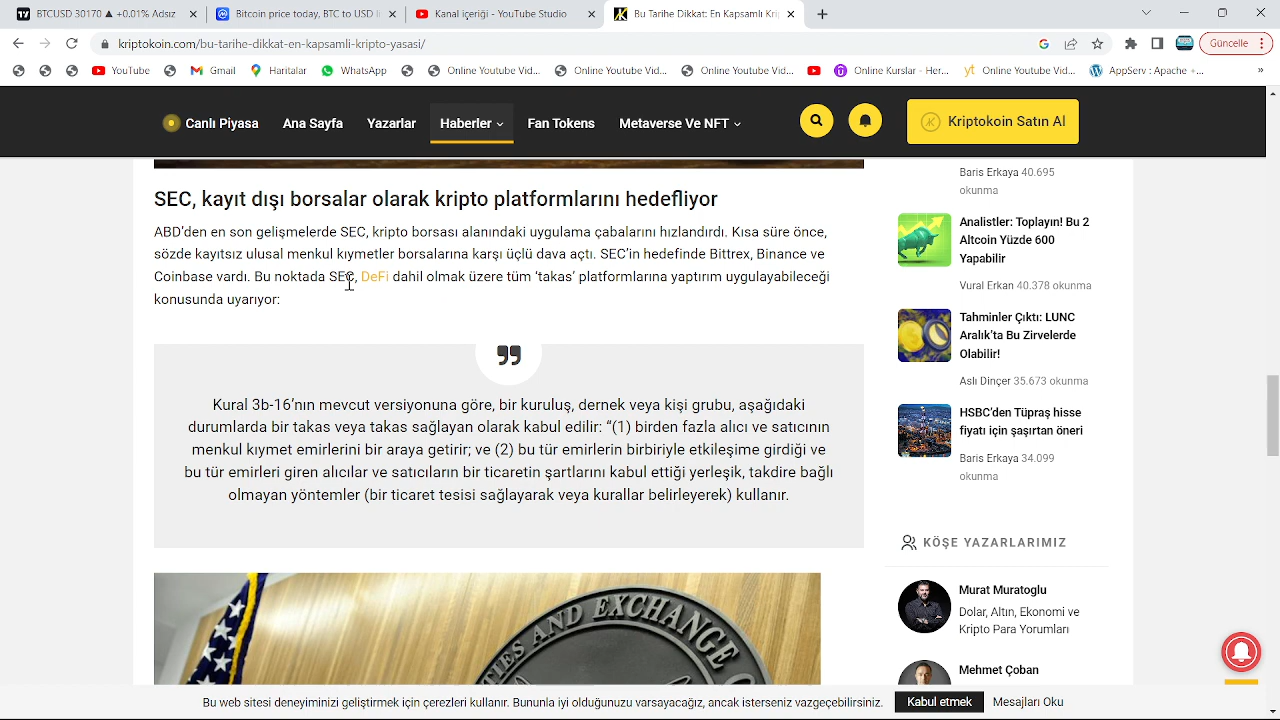 BTCUSD 30170 ▲ +0.01% Ayrıms
Bitcoin price today, BTC to USD l
Kanal içeriği - YouTube Studio
Bu Tarihe Dikkat: En Kapsamlı Kri
kriptokoin.com/bu-tarihe-dikkat-en-kapsamli-kripto-yasasi/
Güncelle
YouTube
Gmail
Haritalar
WhatsApp
Online Youtube Vid...
Online Youtube Vid...
Online Youtube Vid...
Online Kurslar - Her...
Online Youtube Vid...
AppServ : Apache +...
»
Canlı Piyasa
Ana Sayfa
Yazarlar
Haberler
Fan Tokens
Metaverse Ve NFT
Kriptokoin Satın Al
SEC, kayıt dışı borsalar olarak kripto platformlarını hedefliyor
ABD'den son gelişmelerde SEC, kripto borsası alanındaki uygulama çabalarını hızlandırdı. Kısa süre önce,
sözde kayıtsız ulusal menkul kıymetler borsalarına karşı üçlü dava açtı. SEC'in hedefinde Bittrex, Binance ve
Coinbase vardı. Bu noktada SEC, DeFi dahil olmak üzere tüm 'takas' platformlarına yaptırım uygulayabileceği
konusunda uyarıyor:
Kural 3b-16'nın mevcut versiyonuna göre, bir kuruluş, dernek veya kişi grubu, aşağıdaki
durumlarda bir takas veya takas sağlayan olarak kabul edilir: "(1) birden fazla alıcı ve satıcının
menkul kıymet emirlerini bir araya getirir; ve (2) bu tür emirlerin birbiriyle etkileşime girdiği ve
bu tür emirleri giren alıcılar ve satıcıların bir ticaretin şartlarını kabul ettiği yerleşik, takdire bağlı
olmayan yöntemler (bir ticaret tesisi sağlayarak veya kurallar belirleyerek) kullanır.
TES AND EXCHANGE
Baris Erkaya 40.695
okunma
Analistler: Toplayın! Bu 2
Altcoin Yüzde 600
Yapabilir
Vural Erkan 40.378 okunma
Tahminler Çıktı: LUNC
Aralık'ta Bu Zirvelerde
Olabilir!
Aslı Dinçer 35.673 okunma
HSBC'den Tüpraş hisse
fiyatı için şaşırtan öneri
Baris Erkaya 34.099
okunma
KÖŞE YAZARLARIMIZ
Murat Muratoglu
Dolar, Altın, Ekonomi ve
Kripto Para Yorumları
Mehmet Çoban
Bu site deneyiminizi geliştirmek için çerezleri kullanır. Bununla iyi olduğunuzu varsayacağız, ancak isterseniz vazgeçebilirsiniz.
Kabul etmek
Mesajları Oku